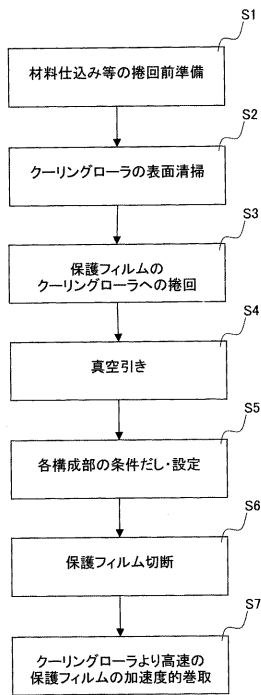 S1
材料仕込み等の捲回前準備
S2
クーリングローラの表面清掃
S3
保護フィルムの
クーリングローラへの捲回
S4
真空引き
S5
各構成部の条件だし・設定
S6
保護フィルム切断
S7
クーリングローラより高速の
保護フィルムの加速度的巻取